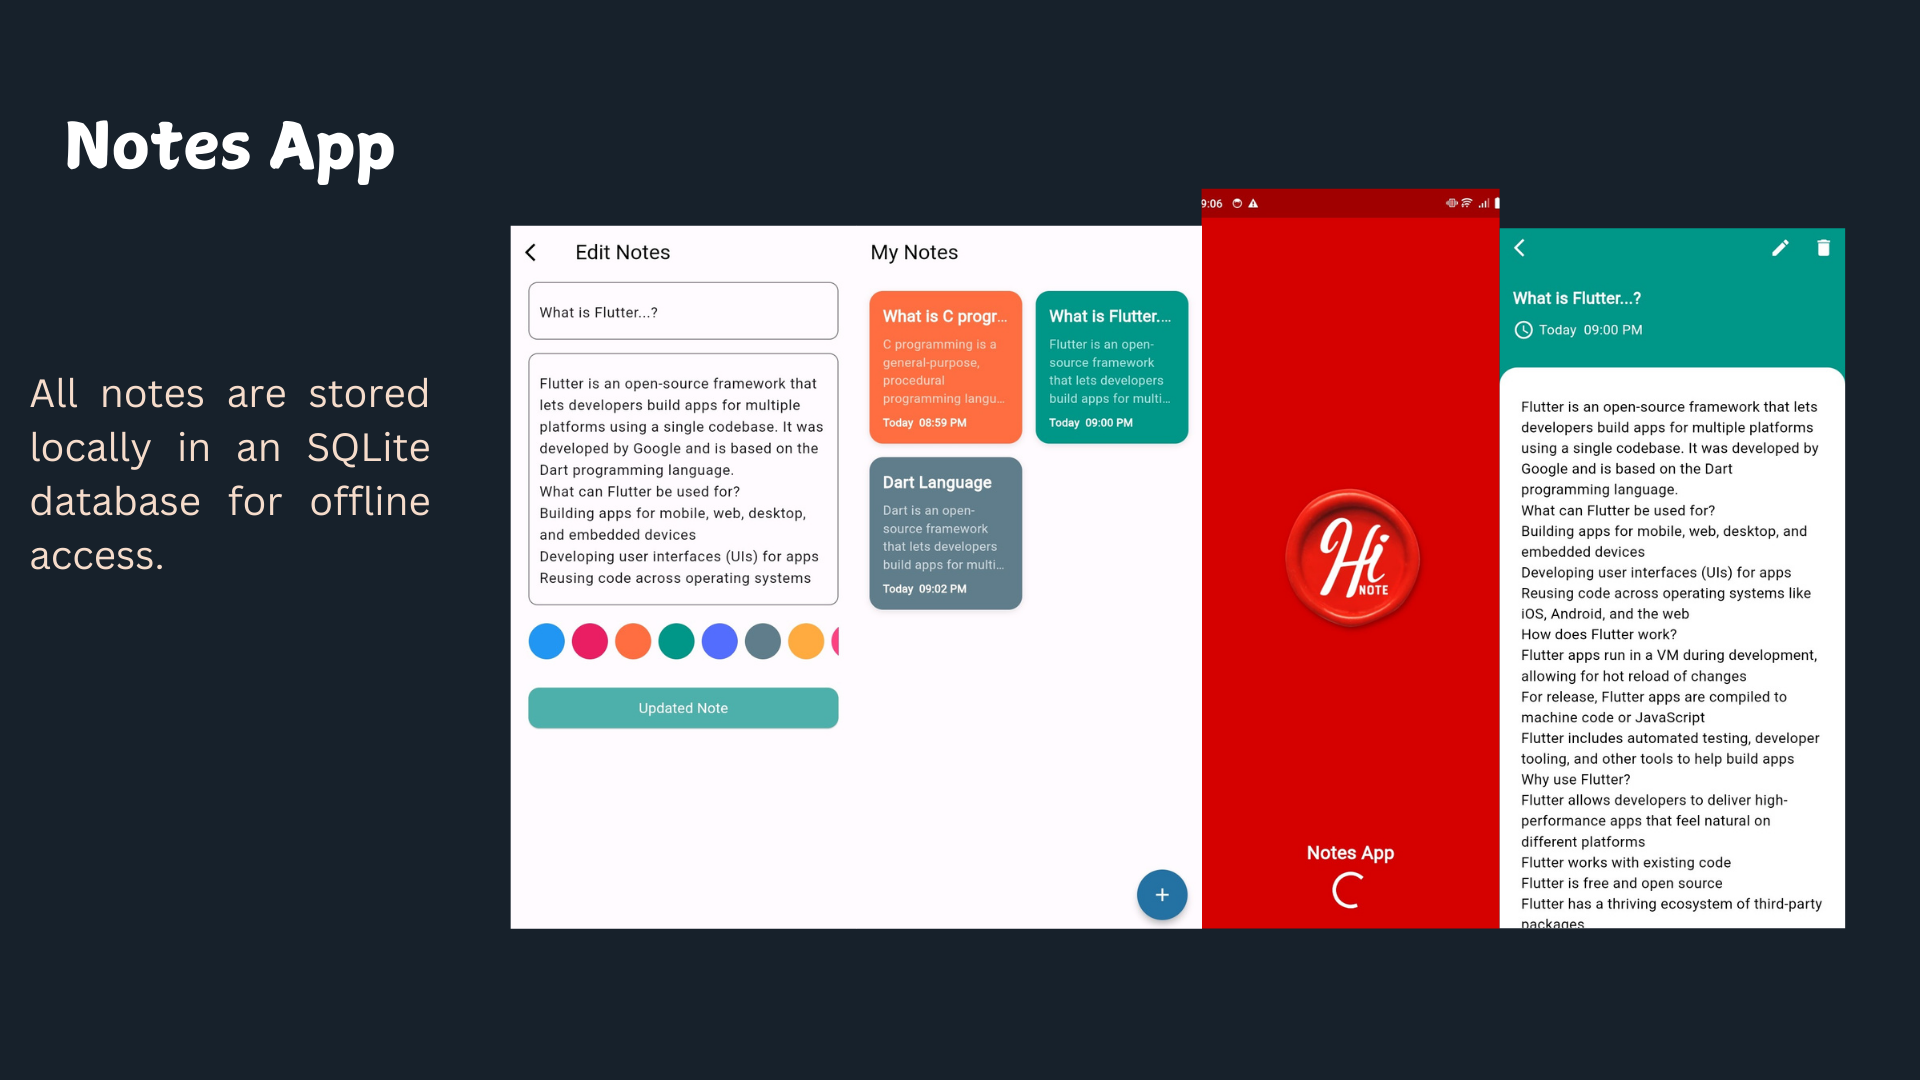 Notes App
All notes are stored
locally in an SQLite
database for offline
access.
Edit Notes
What is Flutter...?
Flutter is an open-source framework that
lets developers build apps for multiple
platforms using a single codebase. It was
developed by Google and is based on the
Dart programming language.
What can Flutter be used for?
Building apps for mobile, web, desktop,
and embedded devices
Developing user interfaces (UIs) for apps
Reusing code across operating systems
Updated Note
My Notes
What is C progr...
C programming is a
general-purpose,
procedural
programming langu...
Today 08:59 PM
What is Flutter....
Flutter is an open-
source framework
that lets developers
build apps for multi...
Today 09:00 PM
Dart Language
Dart is an open-
source framework
that lets developers
build apps for multi...
Today 09:02 PM
+
9:06
Hi
NOTE
Notes App
What is Flutter...?
Today 09:00 PM
Flutter is an open-source framework that lets
developers build apps for multiple platforms
using a single codebase. It was developed by
Google and is based on the Dart
programming language.
What can Flutter be used for?
Building apps for mobile, web, desktop, and
embedded devices
Developing user interfaces (UIs) for apps
Reusing code across operating systems like
iOS, Android, and the web
How does Flutter work?
Flutter apps run in a VM during development,
allowing for hot reload of changes
For release, Flutter apps are compiled to
machine code or JavaScript
Flutter includes automated testing, developer
tooling, and other tools to help build apps
Why use Flutter?
Flutter allows developers to deliver high-
performance apps that feel natural on
different platforms
Flutter works with existing code
Flutter is free and open source
Flutter has a thriving ecosystem of third-party
packages